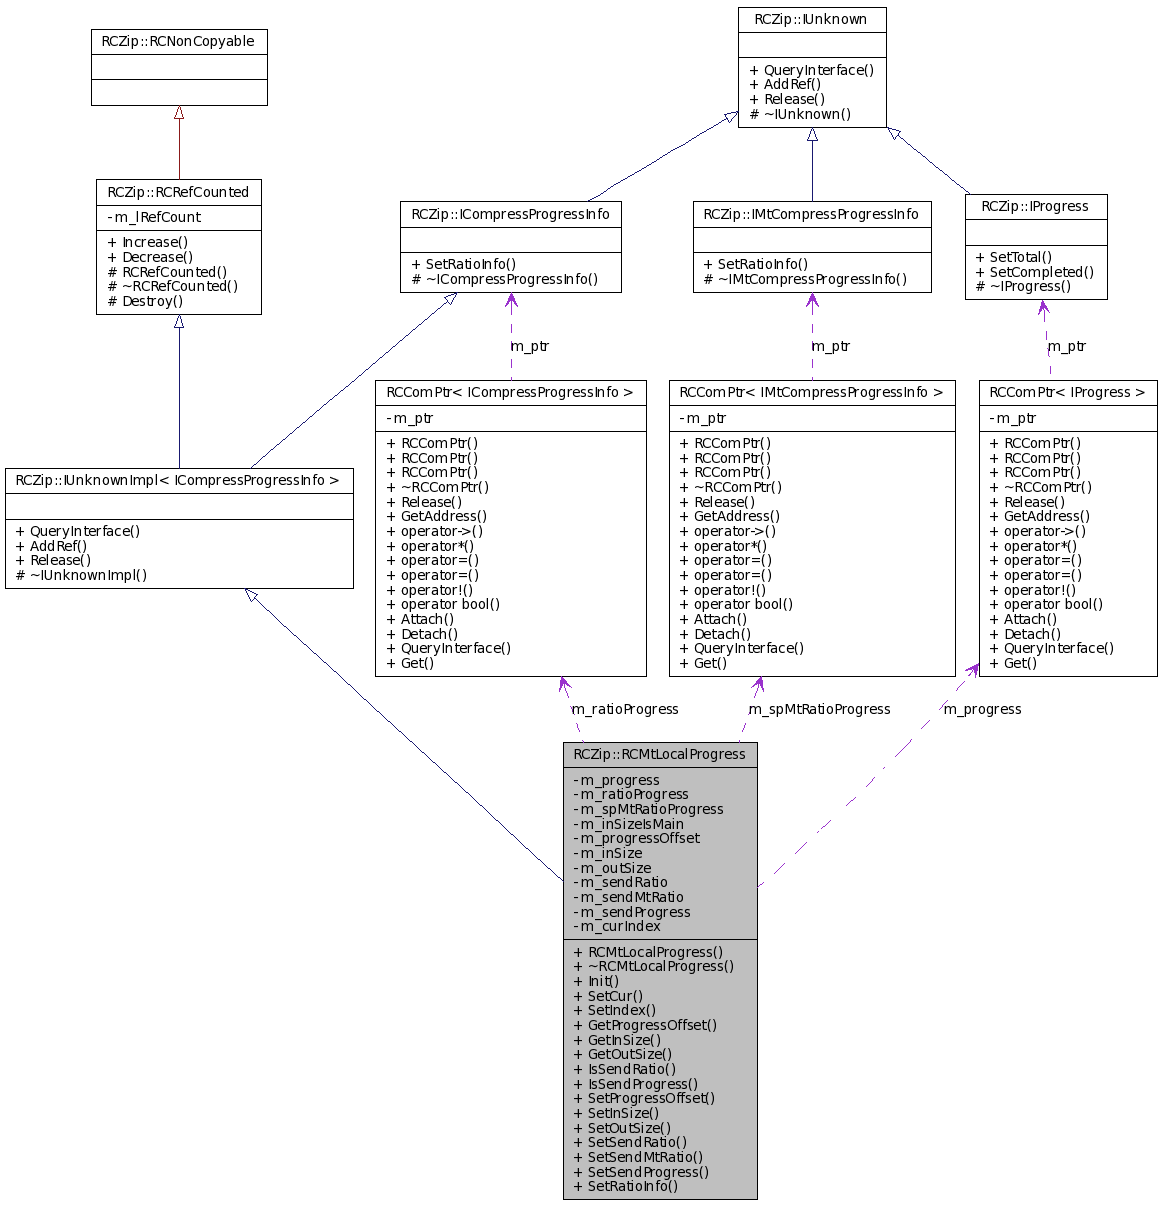 RCZip::RCNonCopyable
RCZip::IUnknown
+ QueryInterface()
+ AddRef()
+ Release()
# ~IUnknown()
RCZip::RCRefCounted
- m_lRefCount
+ Increase()
+ Decrease()
# RCRefCounted()
# ~RCRefCounted()
# Destroy()
RCZip::ICompressProgressInfo
+ SetRatioInfo()
# ~ICompressProgressInfo()
RCZip::IMtCompressProgressInfo
+ SetRatioInfo()
# ~IMtCompressProgressInfo()
RCZip::IProgress
+ SetTotal()
+ SetCompleted()
# ~IProgress()
m_ptr
m_ptr
m_ptr
RCZip::IUnknownImpl< ICompressProgressInfo >
+ QueryInterface()
+ AddRef()
+ Release()
# ~IUnknownImpl()
RCComPtr< ICompressProgressInfo >
- m_ptr
+ RCComPtr()
+ RCComPtr()
+ RCComPtr()
+ ~RCComPtr()
+ Release()
+ GetAddress()
+ operator->()
+ operator*()
+ operator=()
+ operator=()
+ operator!()
+ operator bool()
+ Attach()
+ Detach()
+ QueryInterface()
+ Get()
RCComPtr< IMtCompressProgressInfo >
- m_ptr
+ RCComPtr()
+ RCComPtr()
+ RCComPtr()
+ ~RCComPtr()
+ Release()
+ GetAddress()
+ operator->()
+ operator*()
+ operator=()
+ operator=()
+ operator!()
+ operator bool()
+ Attach()
+ Detach()
+ QueryInterface()
+ Get()
RCComPtr< IProgress >
- m_ptr
+ RCComPtr()
+ RCComPtr()
+ RCComPtr()
+ ~RCComPtr()
+ Release()
+ GetAddress()
+ operator->()
+ operator*()
+ operator=()
+ operator=()
+ operator!()
+ operator bool()
+ Attach()
+ Detach()
+ QueryInterface()
+ Get()
m_ratioProgress
m_spMtRatioProgress
m_progress
RCZip::RCMtLocalProgress
- m_progress
- m_ratioProgress
- m_spMtRatioProgress
- m_inSizeIsMain
- m_progressOffset
- m_inSize
- m_outSize
- m_sendRatio
- m_sendMtRatio
- m_sendProgress
- m_curIndex
+ RCMtLocalProgress()
+ ~RCMtLocalProgress()
+ Init()
+ SetCur()
+ SetIndex()
+ GetProgressOffset()
+ GetInSize()
+ GetOutSize()
+ IsSendRatio()
+ IsSendProgress()
+ SetProgressOffset()
+ SetInSize()
+ SetOutSize()
+ SetSendRatio()
+ SetSendMtRatio()
+ SetSendProgress()
+ SetRatioInfo()